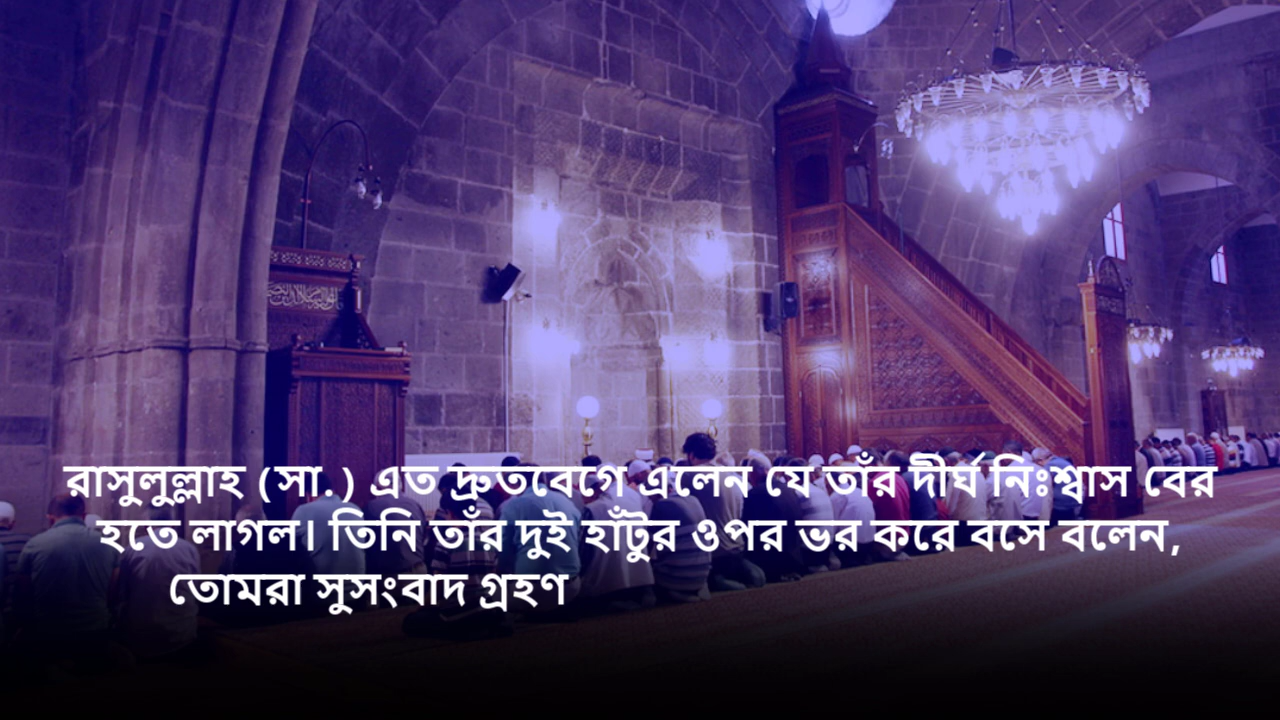 রাসুলুল্লাহ (সা.) এত দ্রুতবেগে এলেন যে তাঁর দীর্ঘ নিঃশ্বাস বের
হতে লাগল। তিনি তাঁর দুই হাঁটুর ওপর ভর করে বসে বলেন,
তোমরা সুসংবাদ গ্রহণ